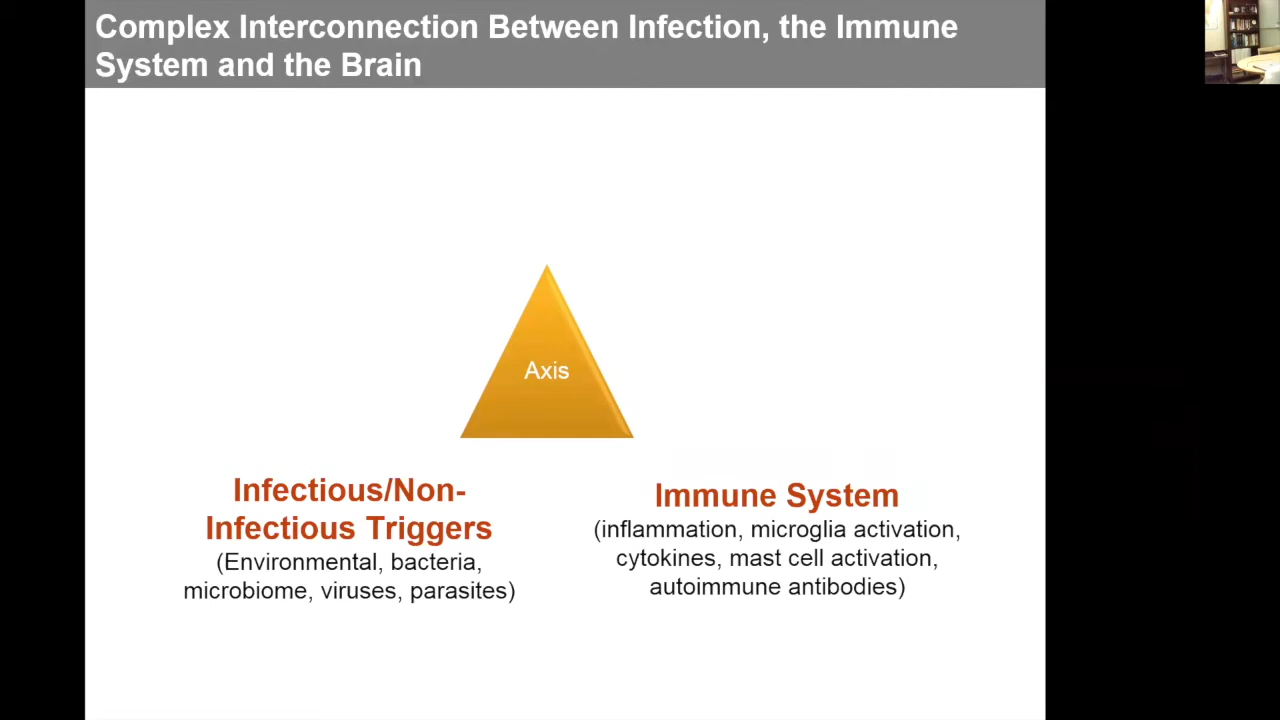 Complex Interconnection Between Infection, the Immune
System and the Brain
Axis
Infectious/Non-
Infectious Triggers
(Environmental, bacteria,
microbiome, viruses, parasites)
Immune System
(inflammation, microglia activation,
cytokines, mast cell activation,
autoimmune antibodies)